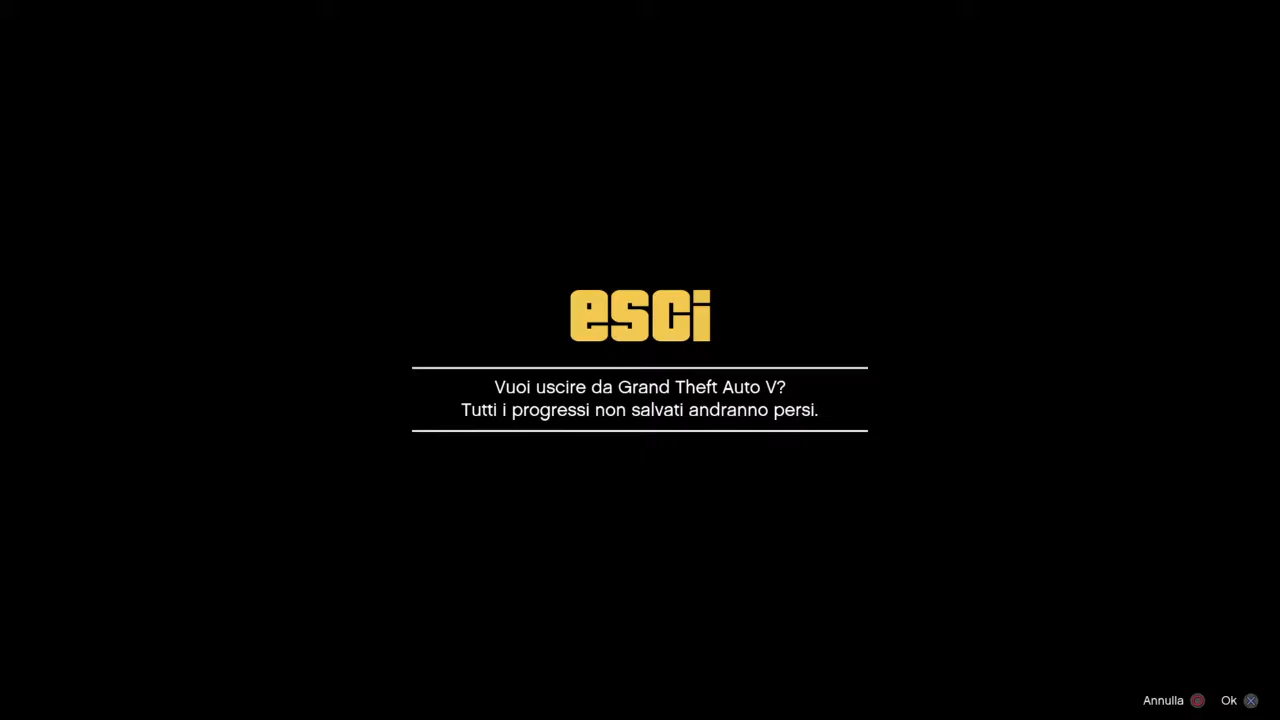 esci
Vuoi uscire da Grand Theft Auto V?
Tutti i progressi non salvati andranno persi.
Annulla Ok